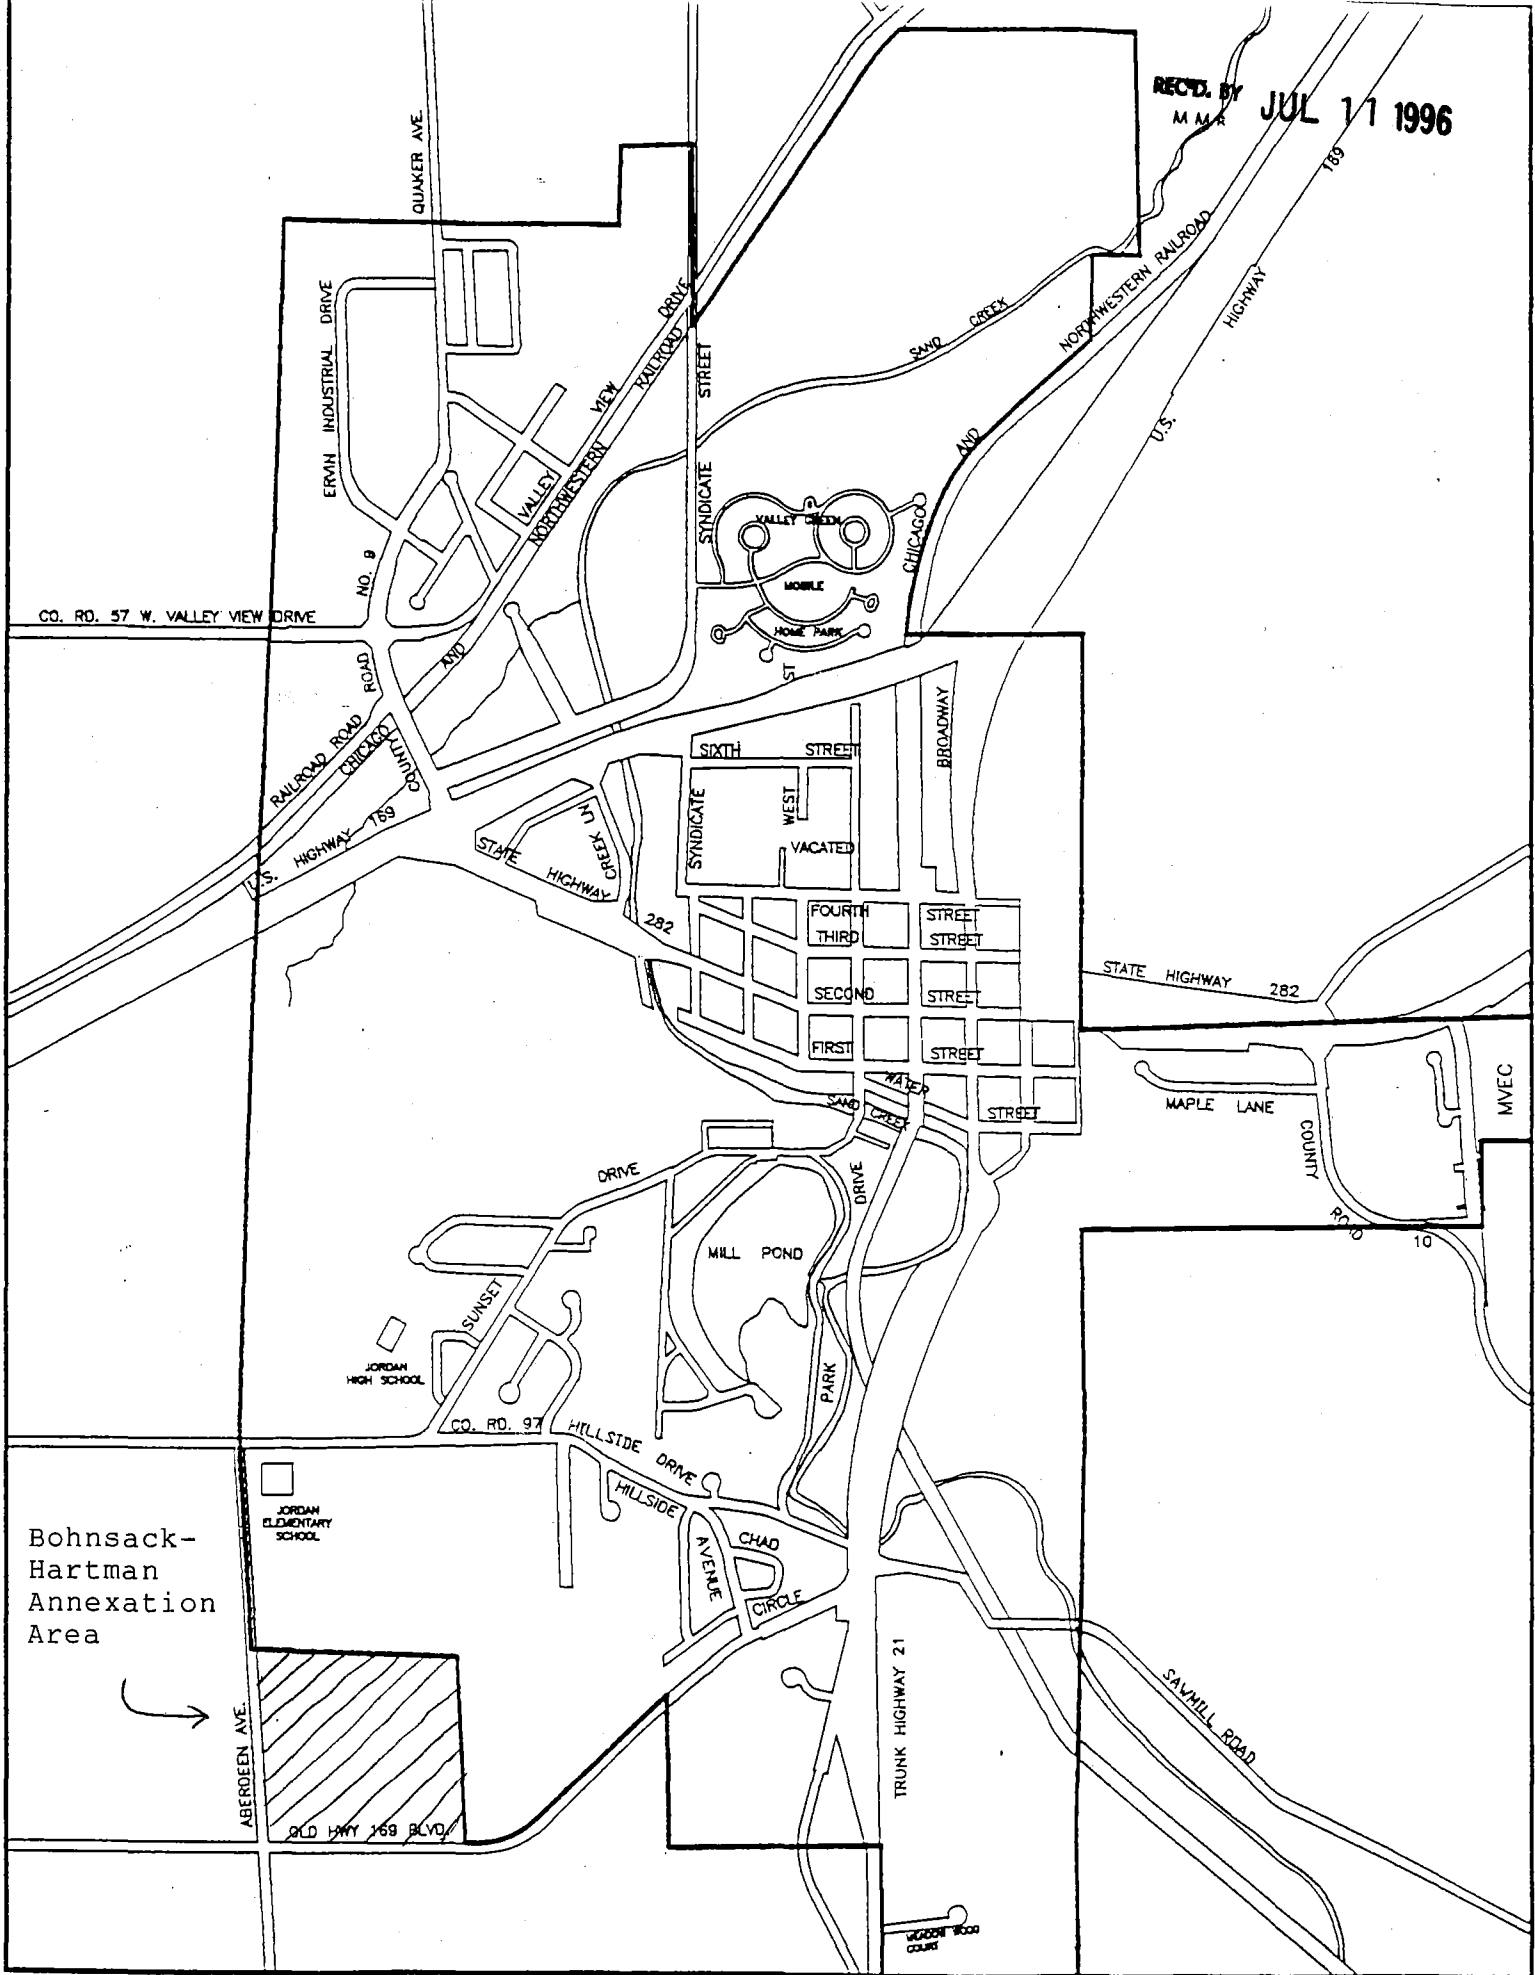 REC'D. BY JUL 11 1996
M M R
189
QUAKER AVE.
ERVIN INDUSTRIAL DRIVE
VALLEY VIEW DRIVE
NORTHWESTERN RAILROAD
SYNDICATE STREET
SAND CREEK
CHICAGO AND NORTHWESTERN RAILROAD
U.S. HIGHWAY
VALLEY GREEN
MOBILE
HOME PARK
NO. 9
CO. RD. 57 W. VALLEY VIEW DRIVE
ROAD
AND
RAILROAD ROAD
CHICAGO
COUNTY
U.S. HIGHWAY 169
STATE HIGHWAY 282
CREEK LN
ST
SIXTH STREET
SYNDICATE
WEST
VACATED
BROADWAY
FOURTH STREET
THIRD STREET
SECOND STREET
FIRST STREET
WATER STREET
SAND CREEK
STATE HIGHWAY 282
MAPLE LANE
MVEC
COUNTY ROAD 10
DRIVE
SUNSET
MILL POND
PARK DRIVE
JORDAN
HIGH SCHOOL
CO. RD. 97
HILLSIDE DRIVE
HILLSIDE AVENUE
CHAD CIRCLE
JORDAN
ELEMENTARY
SCHOOL
Bohnsack-
Hartman
Annexation
Area
ABERDEEN AVE.
OLD HWY 169 BLVD.
TRUNK HIGHWAY 21
SAWMILL ROAD
MEADOW WOOD
COURT